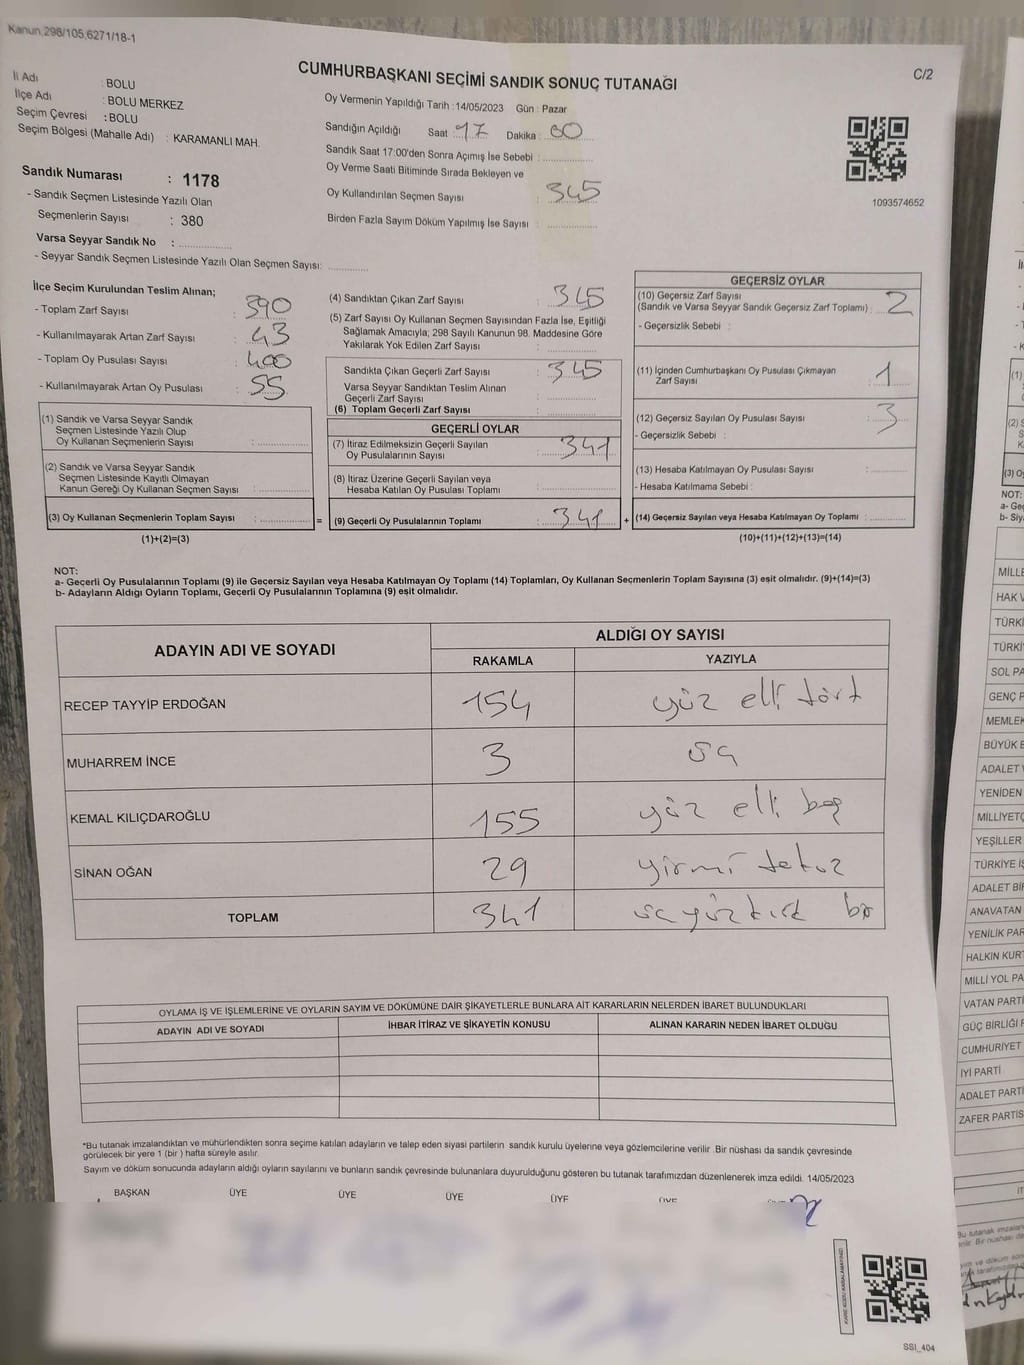 Kanun,298/105,6271/18-1
CUMHURBAŞKANI SEÇİMİ SANDIK SONUÇ TUTANAĞI
C/2
İl Adı : BOLU
İlçe Adı : BOLU MERKEZ
Seçim Çevresi : BOLU
Seçim Bölgesi (Mahalle Adı) : KARAMANLI MAH.
Oy Vermenin Yapıldığı Tarih : 14/05/2023 Gün : Pazar
Sandığın Açıldığı Saat : 17 Dakika : 00
Sandık Saat 17:00'den Sonra Açımış İse Sebebi :
Oy Verme Saati Bitiminde Sırada Bekleyen ve
Oy Kullandırılan Seçmen Sayısı : 345
Birden Fazla Sayım Döküm Yapılmış İse Sayısı :
1093574652
Sandık Numarası : 1178
- Sandık Seçmen Listesinde Yazılı Olan
Seçmenlerin Sayısı : 380
Varsa Seyyar Sandık No :
- Seyyar Sandık Seçmen Listesinde Yazılı Olan Seçmen Sayısı:
İlçe Seçim Kurulundan Teslim Alınan;
- Toplam Zarf Sayısı : 390
- Kullanılmayarak Artan Zarf Sayısı : 43
- Toplam Oy Pusulası Sayısı : 400
- Kullanılmayarak Artan Oy Pusulası : 55
(1) Sandık ve Varsa Seyyar Sandık
Seçmen Listesinde Yazılı Olup
Oy Kullanan Seçmenlerin Sayısı :
(2) Sandık ve Varsa Seyyar Sandık
Seçmen Listesinde Kayıtlı Olmayan
Kanun Gereği Oy Kullanan Seçmen Sayısı :
(3) Oy Kullanan Seçmenlerin Toplam Sayısı : =
(1)+(2)=(3)
(4) Sandıktan Çıkan Zarf Sayısı : 345
(5) Zarf Sayısı Oy Kullanan Seçmen Sayısından Fazla İse, Eşitliği
Sağlamak Amacıyla; 298 Sayılı Kanunun 98. Maddesine Göre
Yakılarak Yok Edilen Zarf Sayısı :
Sandıkta Çıkan Geçerli Zarf Sayısı : 345
Varsa Seyyar Sandıktan Teslim Alınan
Geçerli Zarf Sayısı :
(6) Toplam Geçerli Zarf Sayısı :
GEÇERLİ OYLAR
(7) İtiraz Edilmeksizin Geçerli Sayılan
Oy Pusulalarının Sayısı : 341
(8) İtiraz Üzerine Geçerli Sayılan veya
Hesaba Katılan Oy Pusulası Toplamı :
(9) Geçerli Oy Pusulalarının Toplamı : 341 +
GEÇERSİZ OYLAR
(10) Geçersiz Zarf Sayısı
(Sandık ve Varsa Seyyar Sandık Geçersiz Zarf Toplamı) : 2
- Geçersizlik Sebebi :
(11) İçinden Cumhurbaşkanı Oy Pusulası Çıkmayan
Zarf Sayısı : 1
(12) Geçersiz Sayılan Oy Pusulası Sayısı : 3
- Geçersizlik Sebebi :
(13) Hesaba Katılmayan Oy Pusulası Sayısı :
- Hesaba Katılmama Sebebi :
(14) Geçersiz Sayılan veya Hesaba Katılmayan Oy Toplamı :
(10)+(11)+(12)+(13)=(14)
NOT:
a- Geçerli Oy Pusulalarının Toplamı (9) ile Geçersiz Sayılan veya Hesaba Katılmayan Oy Toplamı (14) Toplamları, Oy Kullanan Seçmenlerin Toplam Sayısına (3) eşit olmalıdır. (9)+(14)=(3)
b- Adayların Aldığı Oyların Toplamı, Geçerli Oy Pusulalarının Toplamına (9) eşit olmalıdır.
ADAYIN ADI VE SOYADI ALDIĞI OY SAYISI
RAKAMLA YAZIYLA
RECEP TAYYİP ERDOĞAN 154 yüz elli dört
MUHARREM İNCE 3 üç
KEMAL KILIÇDAROĞLU 155 yüz elli beş
SİNAN OĞAN 29 yirmi dokuz
TOPLAM 341 üçyüzkırk bir
OYLAMA İŞ VE İŞLEMLERİNE VE OYLARIN SAYIM VE DÖKÜMÜNE DAİR ŞİKAYETLERLE BUNLARA AİT KARARLARIN NELERDEN İBARET BULUNDUKLARI
ADAYIN ADI VE SOYADI İHBAR İTİRAZ VE ŞİKAYETİN KONUSU ALINAN KARARIN NEDEN İBARET OLDUĞU
*Bu tutanak imzalandıktan ve mühürlendikten sonra seçime katılan adayların ve talep eden siyasi partilerin sandık kurulu üyelerine veya gözlemcilerine verilir. Bir nüshası da sandık çevresinde
görülecek bir yere 1 (bir ) hafta süreyle asılır.
Sayım ve döküm sonucunda adayların aldığı oyların sayılarını ve bunların sandık çevresinde bulunanlara duyurulduğunu gösteren bu tutanak tarafımızdan düzenlenerek imza edildi. 14/05/2023
BAŞKAN ÜYE ÜYE ÜYE ÜYE ÜYE
KARE KODU KARALAMAYINIZ!
SSI_404
(1)
(2)
(3) O
NOT:
a- Geç
b- Siy
MİLLE
HAK V
TÜRKİ
TÜRKİY
SOL PA
GENÇ P
MEMLEK
BÜYÜK B
ADALET V
YENİDEN
MİLLİYETÇ
YEŞİLLER
TÜRKİYE İŞ
ADALET BİR
ANAVATAN
YENİLİK PAR
HALKIN KUR
MİLLİ YOL PA
VATAN PARTİ
GÜÇ BİRLİĞİ P
CUMHURİYET
İYİ PARTİ
ADALET PARTİ
ZAFER PARTİS
Bu tutanak imzalan